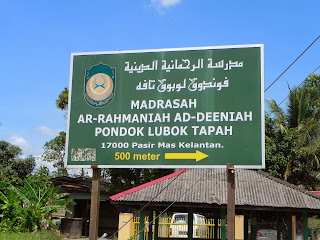 مدرسة الرحمانية الدينية
فوندوق لوبوق تافه
MADRASAH
AR-RAHMANIAH AD-DEENIAH
PONDOK LUBOK TAPAH
17000 Pasir Mas Kelantan.
500 meter